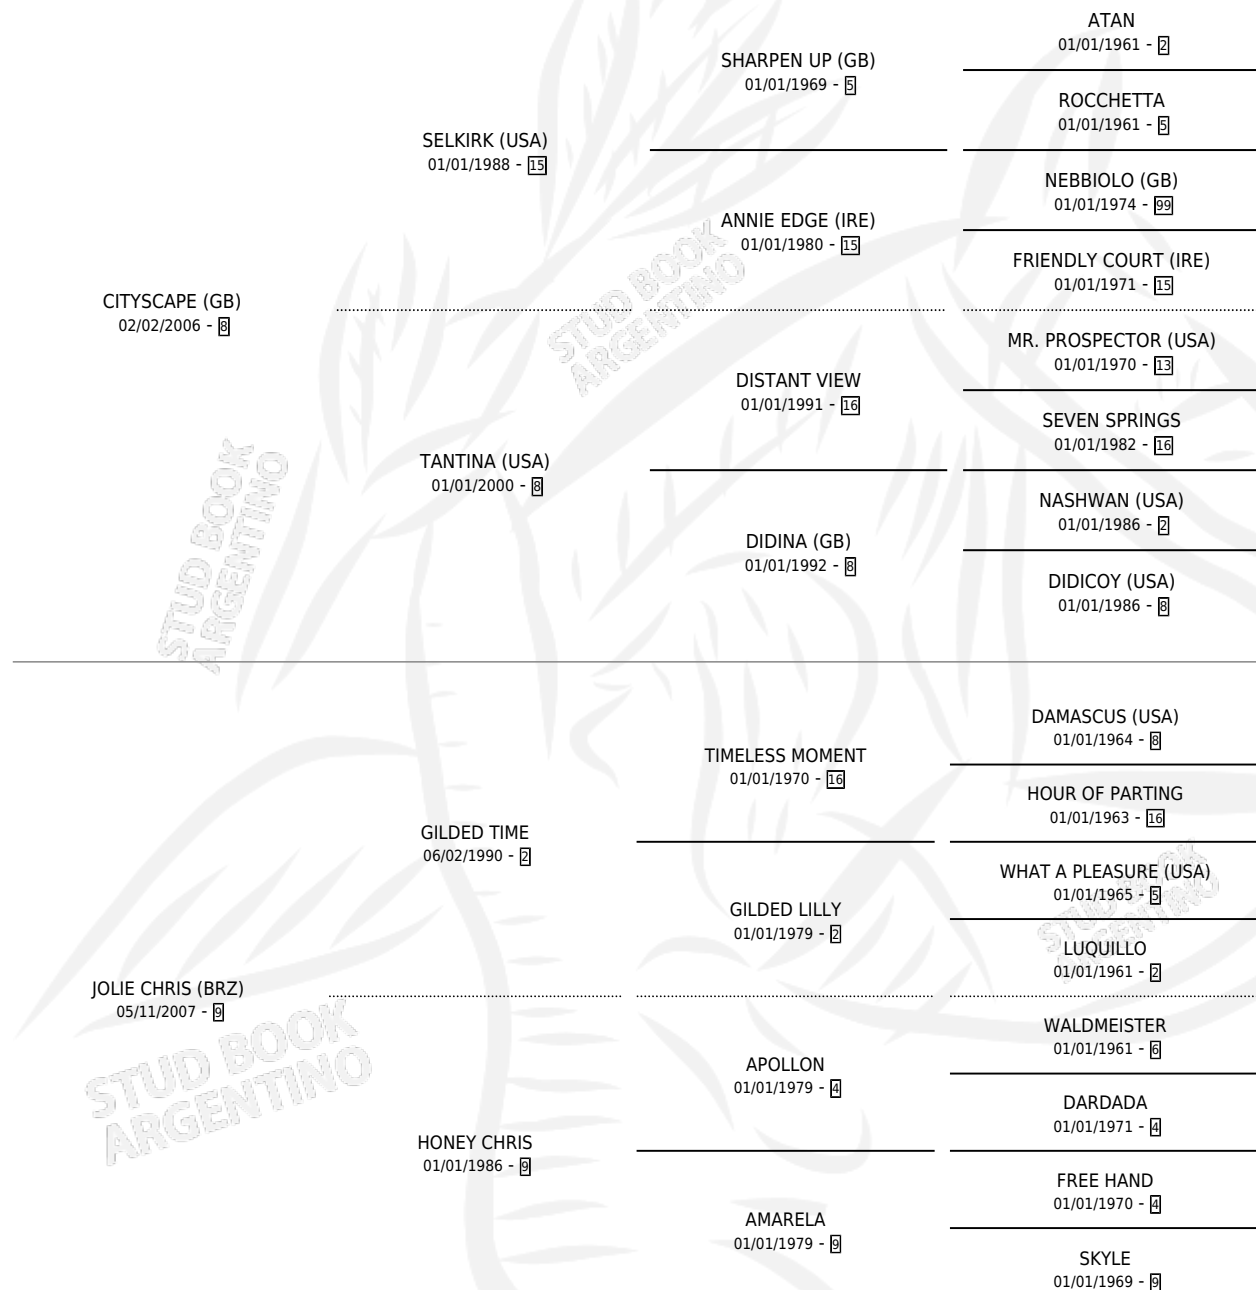 ATAN
01/01/1961 - 2
SHARPEN UP (GB)
01/01/1969 - 5
ROCCHETTA
01/01/1961 - 5
SELKIRK (USA)
01/01/1988 - 15
NEBBIOLO (GB)
01/01/1974 - 99
ANNIE EDGE (IRE)
01/01/1980 - 15
FRIENDLY COURT (IRE)
01/01/1971 - 15
CITYSCAPE (GB)
02/02/2006 - 8
MR. PROSPECTOR (USA)
01/01/1970 - 13
DISTANT VIEW
01/01/1991 - 16
SEVEN SPRINGS
01/01/1982 - 16
TANTINA (USA)
01/01/2000 - 8
NASHWAN (USA)
01/01/1986 - 2
DIDINA (GB)
01/01/1992 - 8
DIDICOY (USA)
01/01/1986 - 8
DAMASCUS (USA)
01/01/1964 - 8
TIMELESS MOMENT
01/01/1970 - 16
HOUR OF PARTING
01/01/1963 - 16
GILDED TIME
06/02/1990 - 2
WHAT A PLEASURE (USA)
01/01/1965 - 5
GILDED LILLY
01/01/1979 - 2
LUQUILLO
01/01/1961 - 2
JOLIE CHRIS (BRZ)
05/11/2007 - 9
WALDMEISTER
01/01/1961 - 6
APOLLON
01/01/1979 - 4
DARDADA
01/01/1971 - 4
HONEY CHRIS
01/01/1986 - 9
FREE HAND
01/01/1970 - 4
AMARELA
01/01/1979 - 9
SKYLE
01/01/1969 - 9
STUD BOOK
ARGENTINO
STUD BOOK
ARGENTINO
STUD BOOK
ARGENTINO
STUD BOOK
ARGENTINO